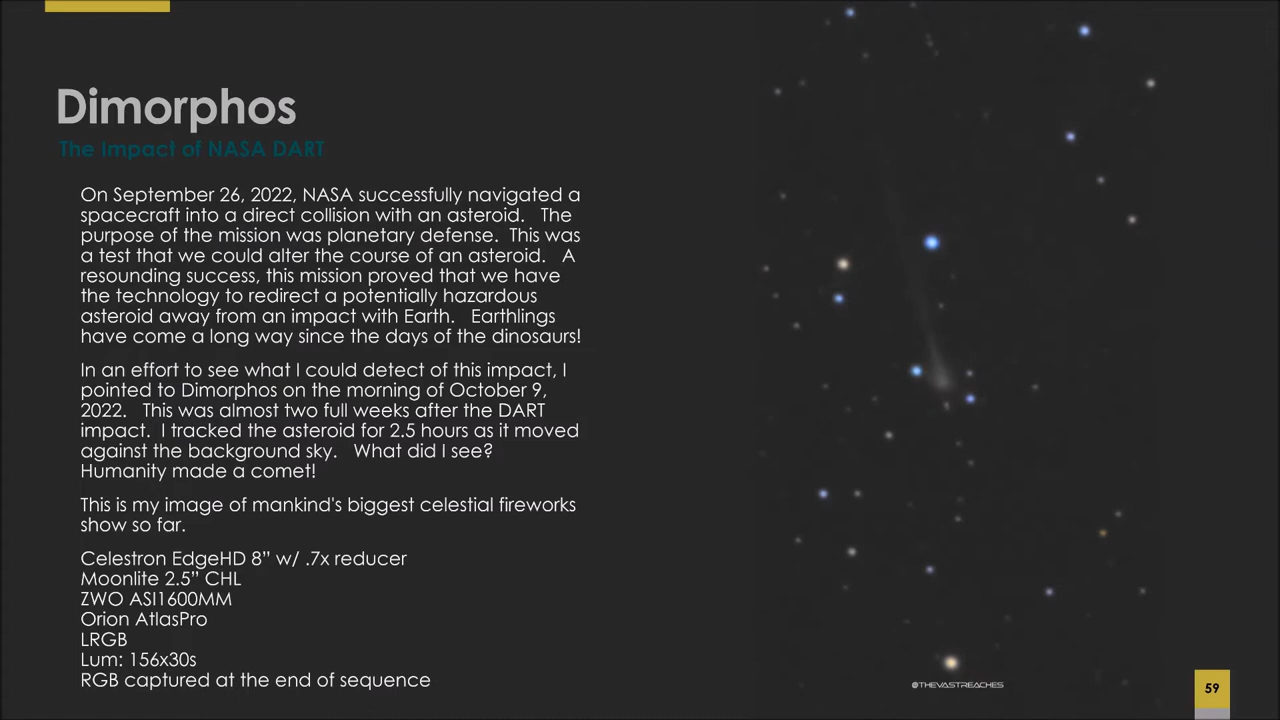 Dimorphos
The Impact of NASA DART
On September 26, 2022, NASA successfully navigated a
spacecraft into a direct collision with an asteroid. The
purpose of the mission was planetary defense. This was
a test that we could alter the course of an asteroid. A
resounding success, this mission proved that we have
the technology to redirect a potentially hazardous
asteroid away from an impact with Earth. Earthlings
have come a long way since the days of the dinosaurs!
In an effort to see what I could detect of this impact, I
pointed to Dimorphos on the morning of October 9,
2022. This was almost two full weeks after the DART
impact. I tracked the asteroid for 2.5 hours as it moved
against the background sky. What did I see?
Humanity made a comet!
This is my image of mankind's biggest celestial fireworks
show so far.
Celestron EdgeHD 8” w/ .7x reducer
Moonlite 2.5” CHL
ZWO ASI1600MM
Orion AtlasPro
LRGB
Lum: 156x30s
RGB captured at the end of sequence
@THEVASTREACHES
59